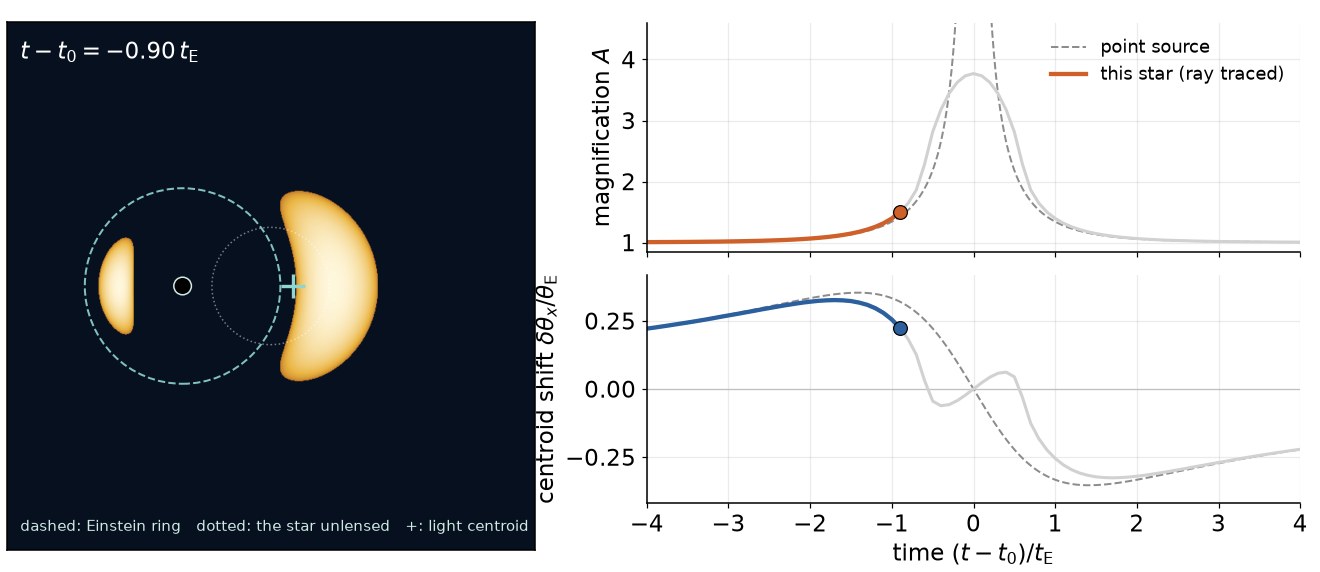 t − t₀ = −0.90 t_E
dashed: Einstein ring dotted: the star unlensed +: light centroid
magnification A
4
3
2
1
point source
this star (ray traced)
centroid shift δθₓ/θ_E
0.25
0.00
−0.25
−4 −3 −2 −1 0 1 2 3 4
time (t − t₀)/t_E